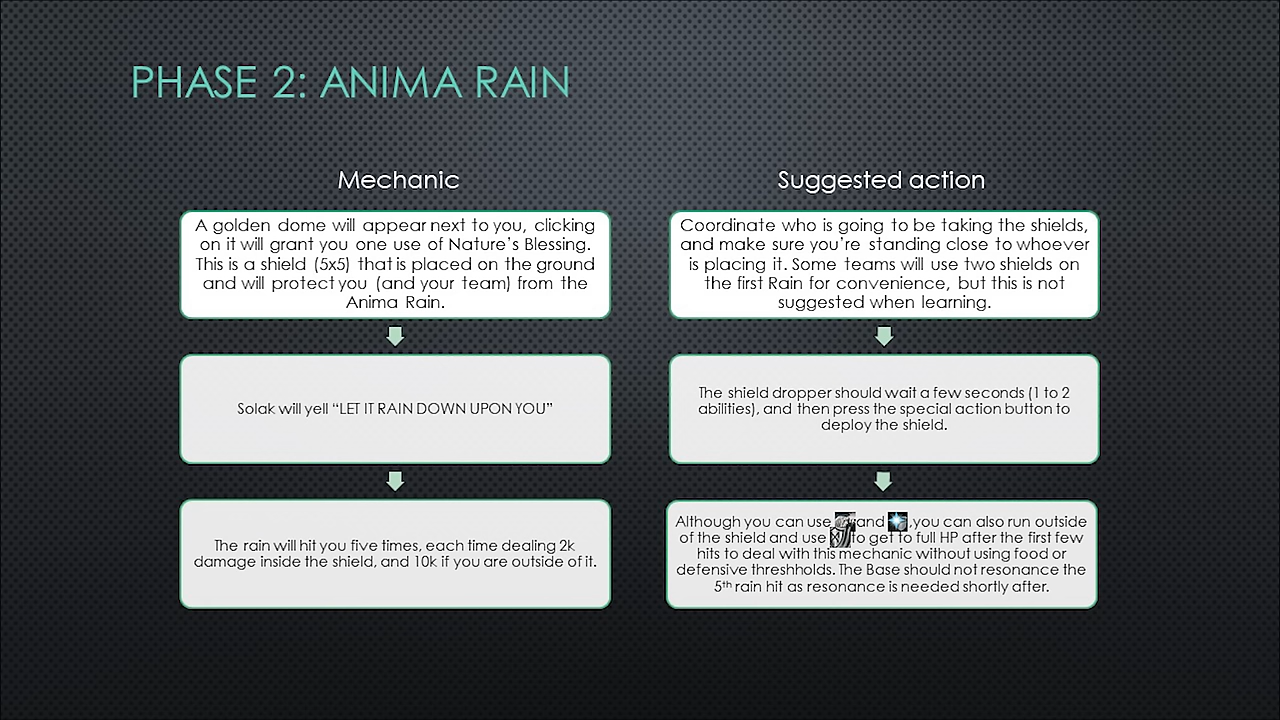 PHASE 2: ANIMA RAIN
Mechanic
A golden dome will appear next to you, clicking
on it will grant you one use of Nature's Blessing.
This is a shield (5x5) that is placed on the ground
and will protect you (and your team) from the
Anima Rain.
Solak will yell “LET IT RAIN DOWN UPON YOU”
The rain will hit you five times, each time dealing 2k
damage inside the shield, and 10k if you are outside of it.
Suggested action
Coordinate who is going to be taking the shields,
and make sure you're standing close to whoever
is placing it. Some teams will use two shields on
the first Rain for convenience, but this is not
suggested when learning.
The shield dropper should wait a few seconds (1 to 2
abilities), and then press the special action button to
deploy the shield.
Although you can use and ,you can also run outside
of the shield and use to get to full HP after the first few
hits to deal with this mechanic without using food or
defensive threshholds. The Base should not resonance the
5th rain hit as resonance is needed shortly after.